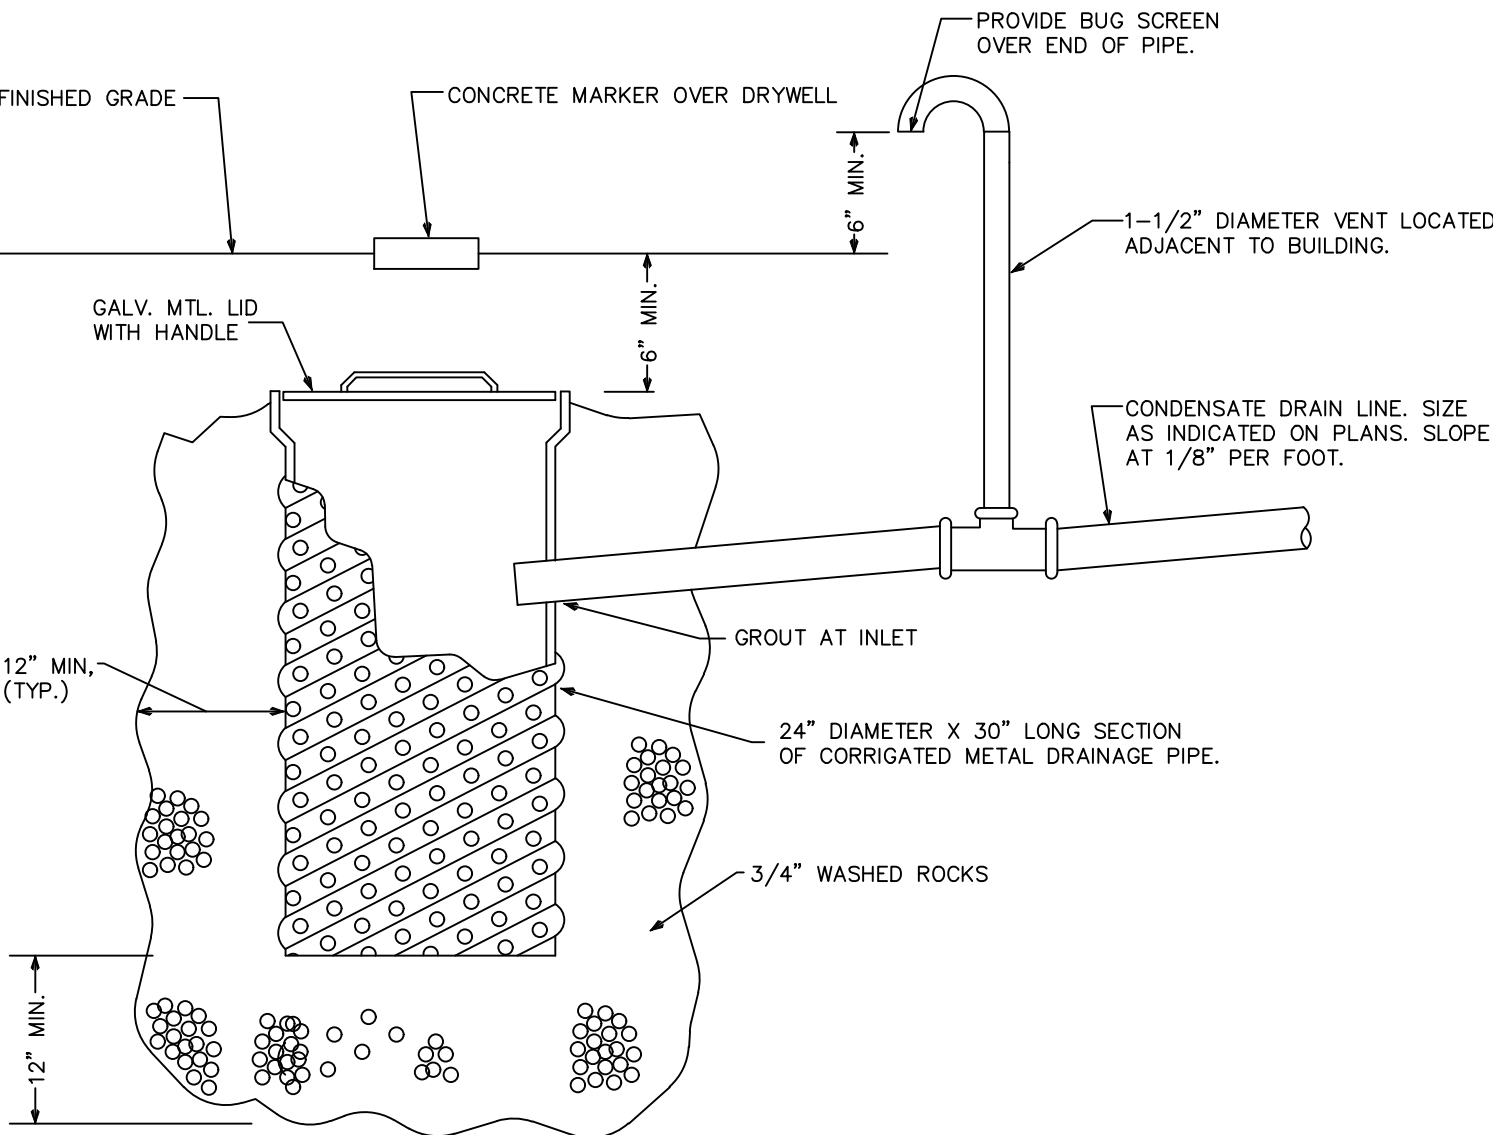 PROVIDE BUG SCREEN
OVER END OF PIPE.
FINISHED GRADE
CONCRETE MARKER OVER DRYWELL
6" MIN.
1-1/2" DIAMETER VENT LOCATED
ADJACENT TO BUILDING.
GALV. MTL. LID
WITH HANDLE
6" MIN.
CONDENSATE DRAIN LINE. SIZE
AS INDICATED ON PLANS. SLOPE
AT 1/8" PER FOOT.
GROUT AT INLET
12" MIN,
(TYP.)
24" DIAMETER X 30" LONG SECTION
OF CORRIGATED METAL DRAINAGE PIPE.
3/4" WASHED ROCKS
12" MIN.